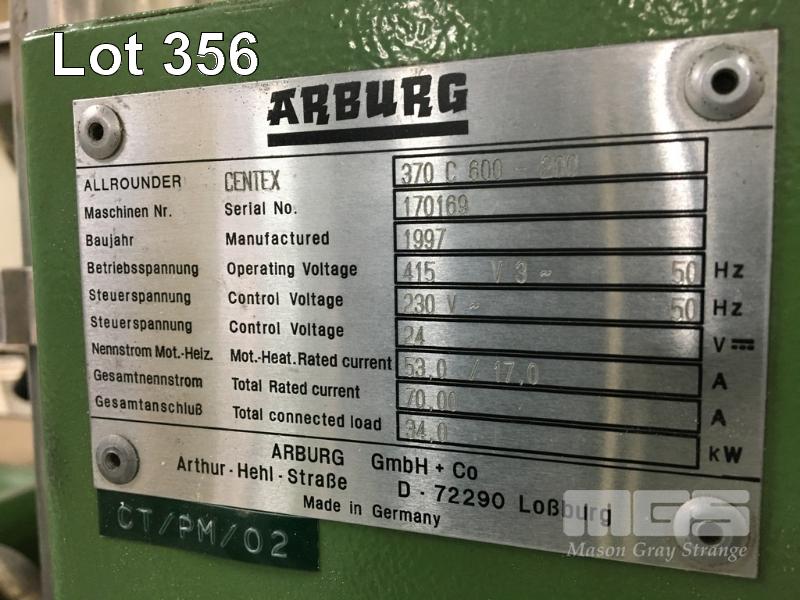 Lot 356
ARBURG
ALLROUNDER CENTEX 370 C 600 - 200
Maschinen Nr. Serial No. 170169
Baujahr Manufactured 1997
Betriebsspannung Operating Voltage 415 V 3 ~ 50 Hz
Steuerspannung Control Voltage 230 V ~ 50 Hz
Steuerspannung Control Voltage 24 V ⎓
Nennstrom Mot.-Heiz. Mot.-Heat. Rated current 53,0 / 17,0 A
Gesamtnennstrom Total Rated current 70,00 A
Gesamtanschluß Total connected load 34,0 kW
ARBURG GmbH + Co
Arthur - Hehl - Straße D - 72290 Loßburg
Made in Germany
MGS
Mason Gray Strange
CT/PM/02